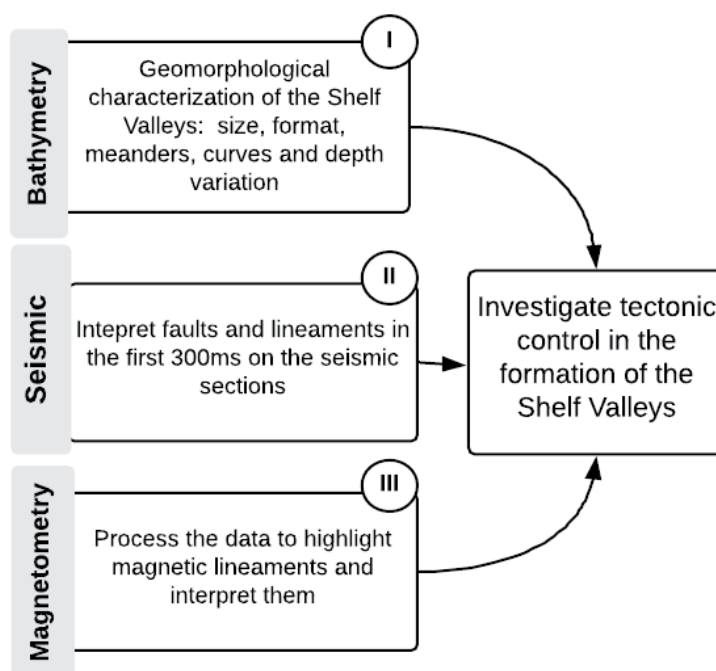 Bathymetry
I
Geomorphological
characterization of the Shelf
Valleys: size, format,
meanders, curves and depth
variation
Seismic
II
Intepret faults and lineaments in
the first 300ms on the seismic
sections
Magnetometry
III
Process the data to highlight
magnetic lineaments and
interpret them
Investigate tectonic
control in the
formation of the
Shelf Valleys